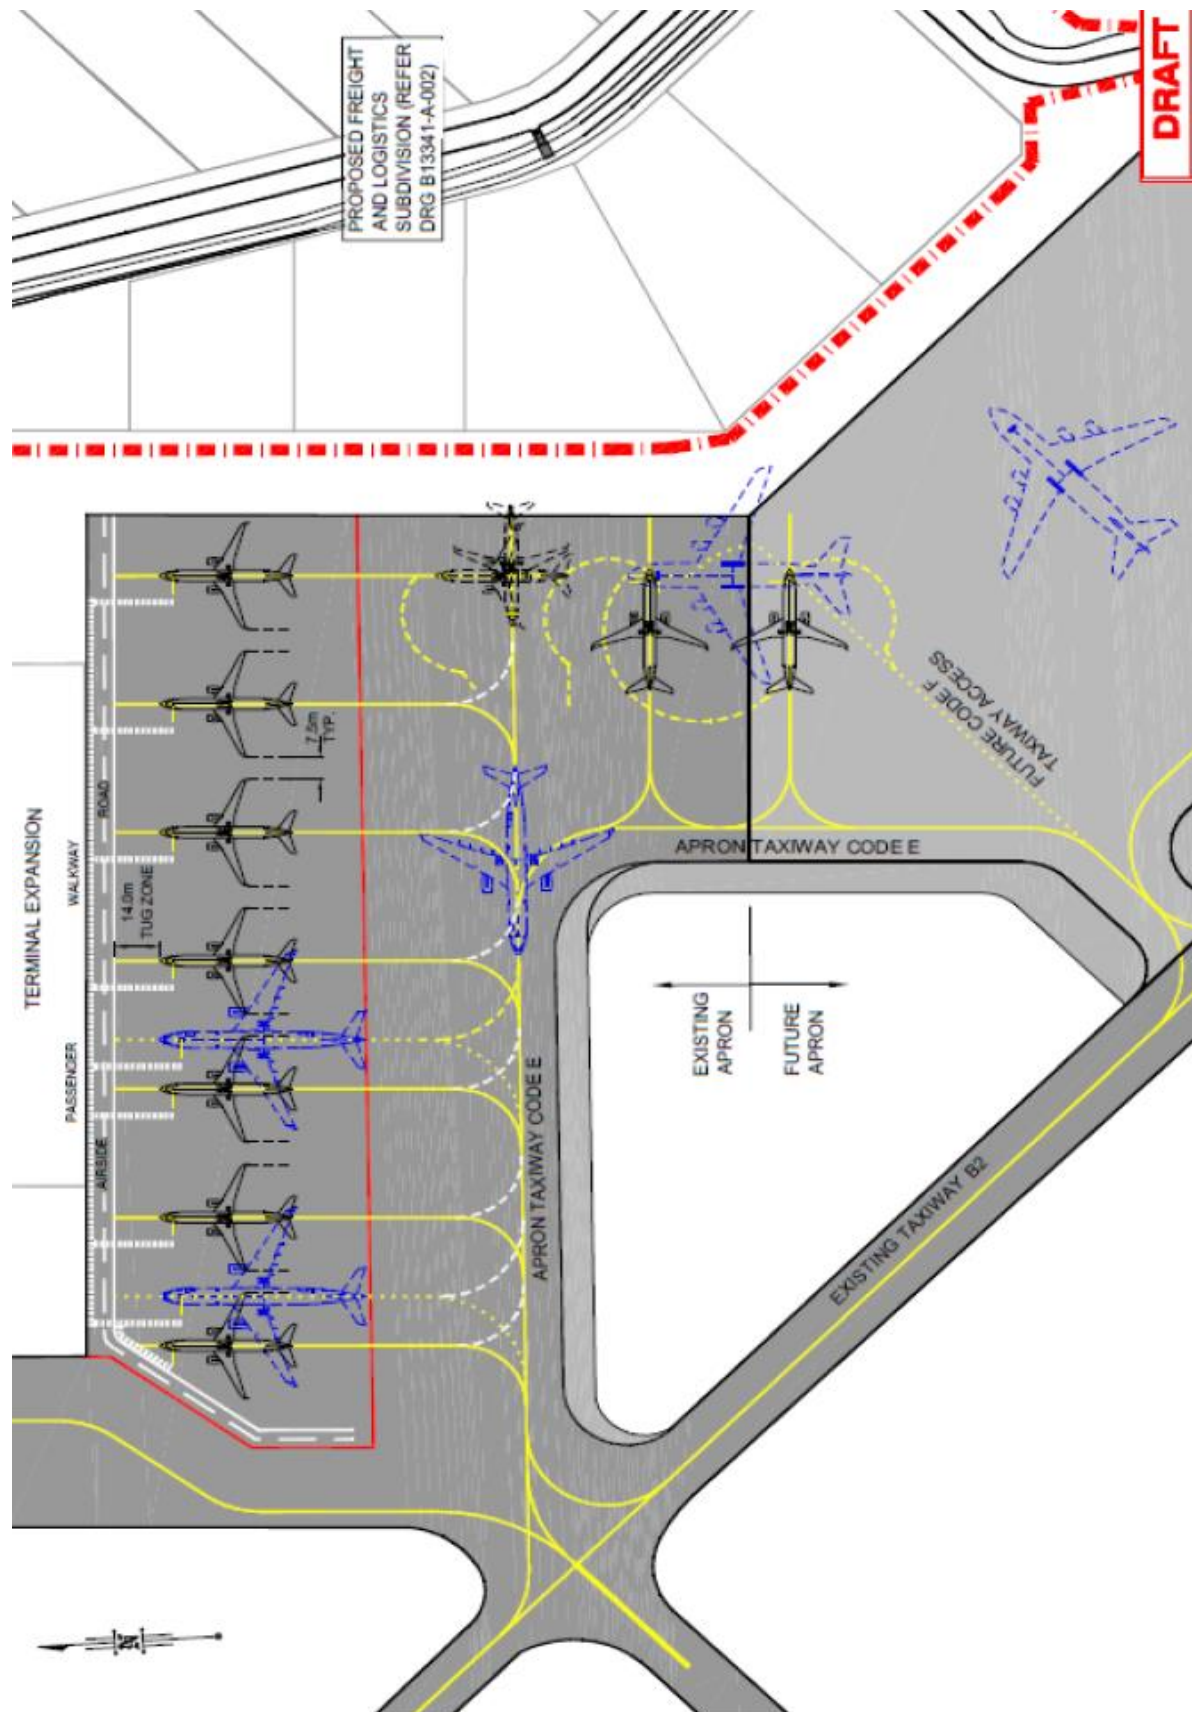 PROPOSED FREIGHT
AND LOGISTICS
SUBDIVISION (REFER
DRG B13341-A-002)
DRAFT
TERMINAL EXPANSION
PASSENGER WALKWAY
AIRSIDE ROAD
14.0m
TUG ZONE
7.5m
TYP.
APRON TAXIWAY CODE E
APRON TAXIWAY CODE E
FUTURE CODE F
TAXIWAY ACCESS
EXISTING
APRON
FUTURE
APRON
EXISTING TAXIWAY B2
N